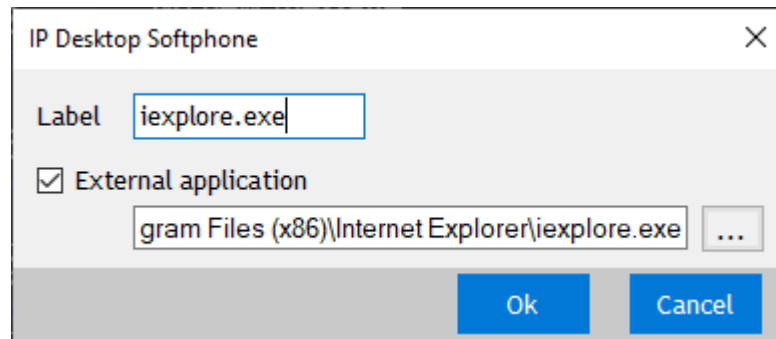 IP Desktop Softphone
Label iexplore.exe
External application
gram Files (x86)\Internet Explorer\iexplore.exe ...
Ok Cancel